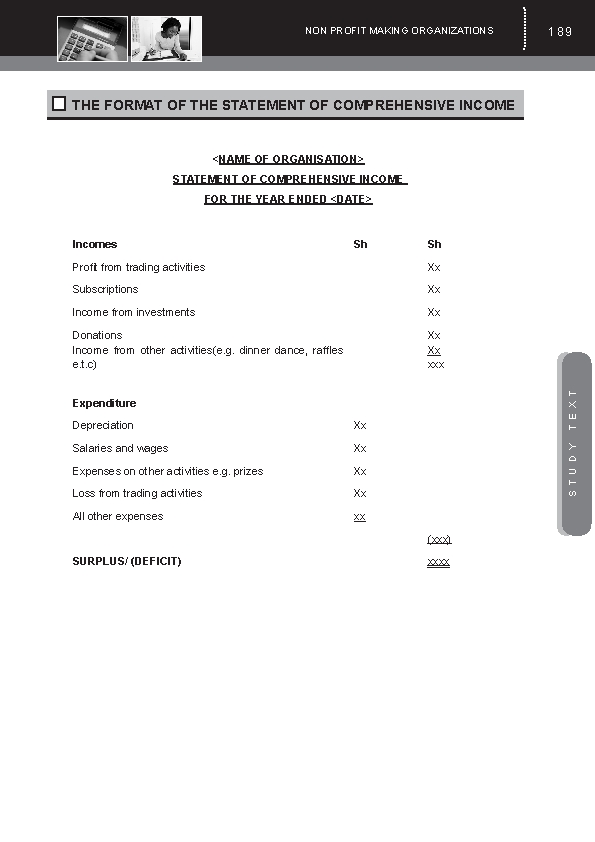 NON PROFIT MAKING ORGANIZATIONS 189
THE FORMAT OF THE STATEMENT OF COMPREHENSIVE INCOME
<NAME OF ORGANISATION>
STATEMENT OF COMPREHENSIVE INCOME
FOR THE YEAR ENDED <DATE>
Incomes Sh Sh
Profit from trading activities Xx
Subscriptions Xx
Income from investments Xx
Donations Xx
Income from other activities(e.g. dinner dance, raffles Xx
e.t.c) xxx
Expenditure
Depreciation Xx
Salaries and wages Xx
Expenses on other activities e.g. prizes Xx
Loss from trading activities Xx
All other expenses xx
(xxx)
SURPLUS/ (DEFICIT) xxxx
STUDY TEXT